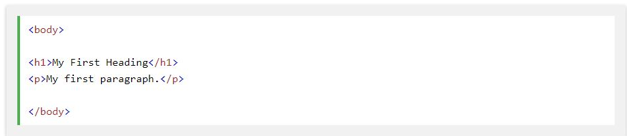 <body>
<h1>My First Heading</h1>
<p>My first paragraph.</p>
</body>